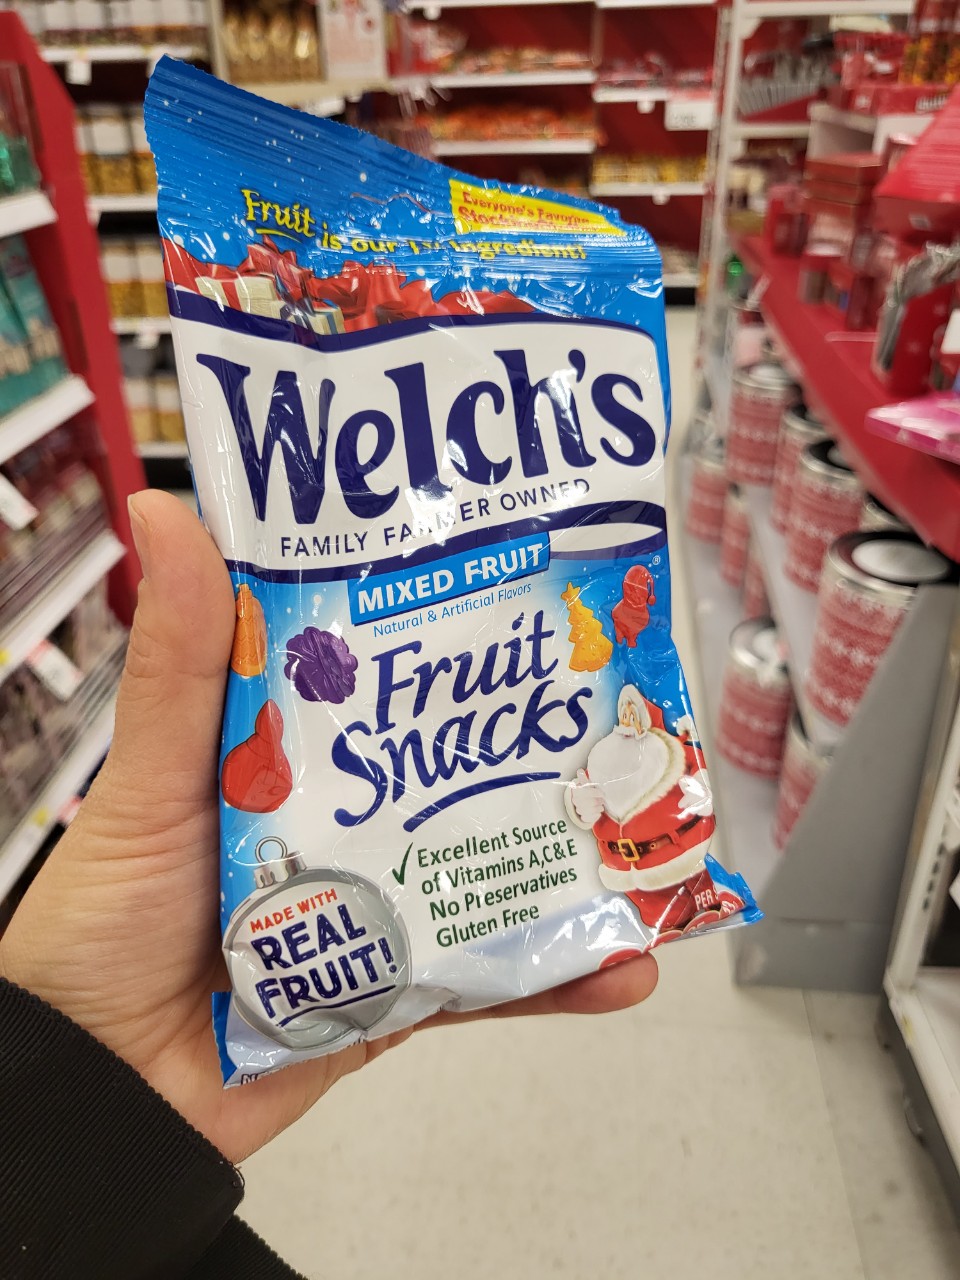 Everyone's Favorite
Fruit is our 1st Ingredient!
Welch's
FAMILY FARMER OWNED
®
MIXED FRUIT
Natural & Artificial Flavors
Fruit
Snacks
✓ Excellent Source
of Vitamins A,C&E
No Preservatives
Gluten Free
MADE WITH
REAL
FRUIT!
PER